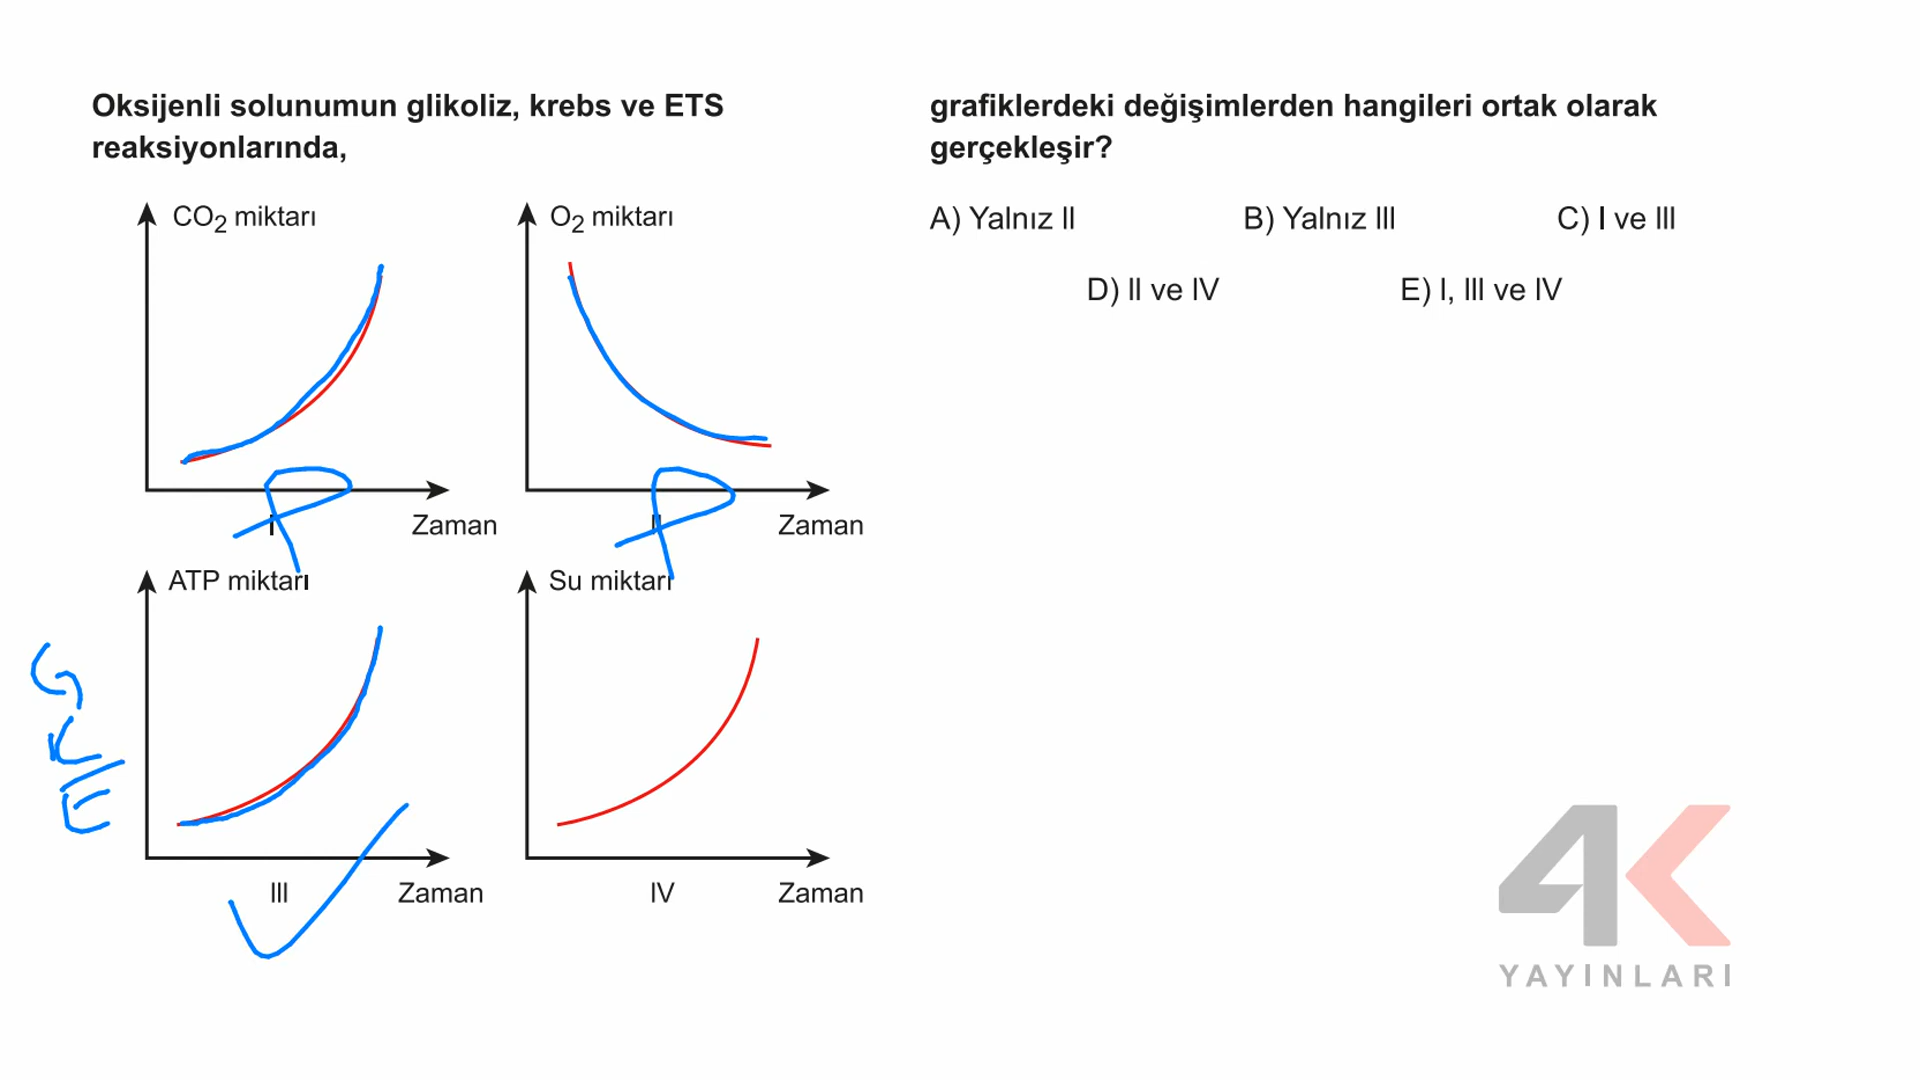 Oksijenli solunumun glikoliz, krebs ve ETS
reaksiyonlarında,
CO2 miktarı
O2 miktarı
I
Zaman
II
Zaman
ATP miktarı
Su miktarı
G
K
E
III
Zaman
IV
Zaman
grafiklerdeki değişimlerden hangileri ortak olarak
gerçekleşir?
A) Yalnız II
B) Yalnız III
C) I ve III
D) II ve IV
E) I, III ve IV
4K
YAYINLARI